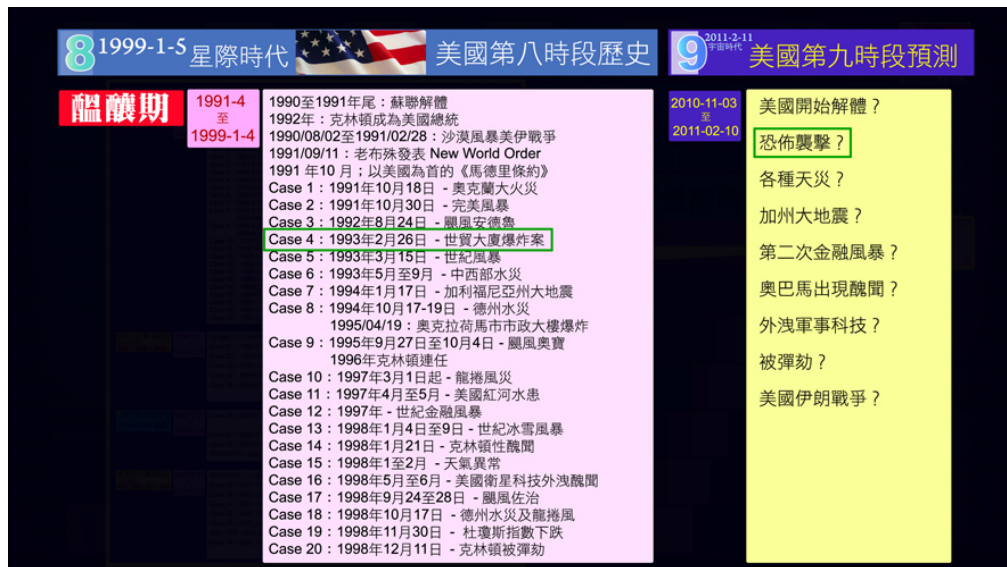 8 1999-1-5 星際時代 美國第八時段歷史
9 2011-2-11 宇宙時代 美國第九時段預測
醞釀期
1991-4
至
1999-1-4
1990至1991年尾：蘇聯解體
1992年：克林頓成為美國總統
1990/08/02至1991/02/28：沙漠風暴美伊戰爭
1991/09/11：老布殊發表 New World Order
1991 年10 月；以美國為首的《馬德里條約》
Case 1：1991年10月18日 - 奧克蘭大火災
Case 2：1991年10月30日 - 完美風暴
Case 3：1992年8月24日 - 颶風安德魯
Case 4：1993年2月26日 - 世貿大廈爆炸案
Case 5：1993年3月15日 - 世紀風暴
Case 6：1993年5月至9月 - 中西部水災
Case 7：1994年1月17日 - 加利福尼亞州大地震
Case 8：1994年10月17-19日 - 德州水災
1995/04/19：奧克拉荷馬市市政大樓爆炸
Case 9：1995年9月27日至10月4日 - 颶風奧寶
1996年克林頓連任
Case 10：1997年3月1日起 - 龍捲風災
Case 11：1997年4月至5月 - 美國紅河水患
Case 12：1997年 - 世紀金融風暴
Case 13：1998年1月4日至9日 - 世紀冰雪風暴
Case 14：1998年1月21日 - 克林頓性醜聞
Case 15：1998年1至2月 - 天氣異常
Case 16：1998年5月至6月 - 美國衛星科技外洩醜聞
Case 17：1998年9月24至28日 - 颶風佐治
Case 18：1998年10月17日 - 德州水災及龍捲風
Case 19：1998年11月30日 - 杜瓊斯指數下跌
Case 20：1998年12月11日 - 克林頓被彈劾
2010-11-03
至
2011-02-10
美國開始解體？
恐佈襲擊？
各種天災？
加州大地震？
第二次金融風暴？
奧巴馬出現醜聞？
外洩軍事科技？
被彈劾？
美國伊朗戰爭？